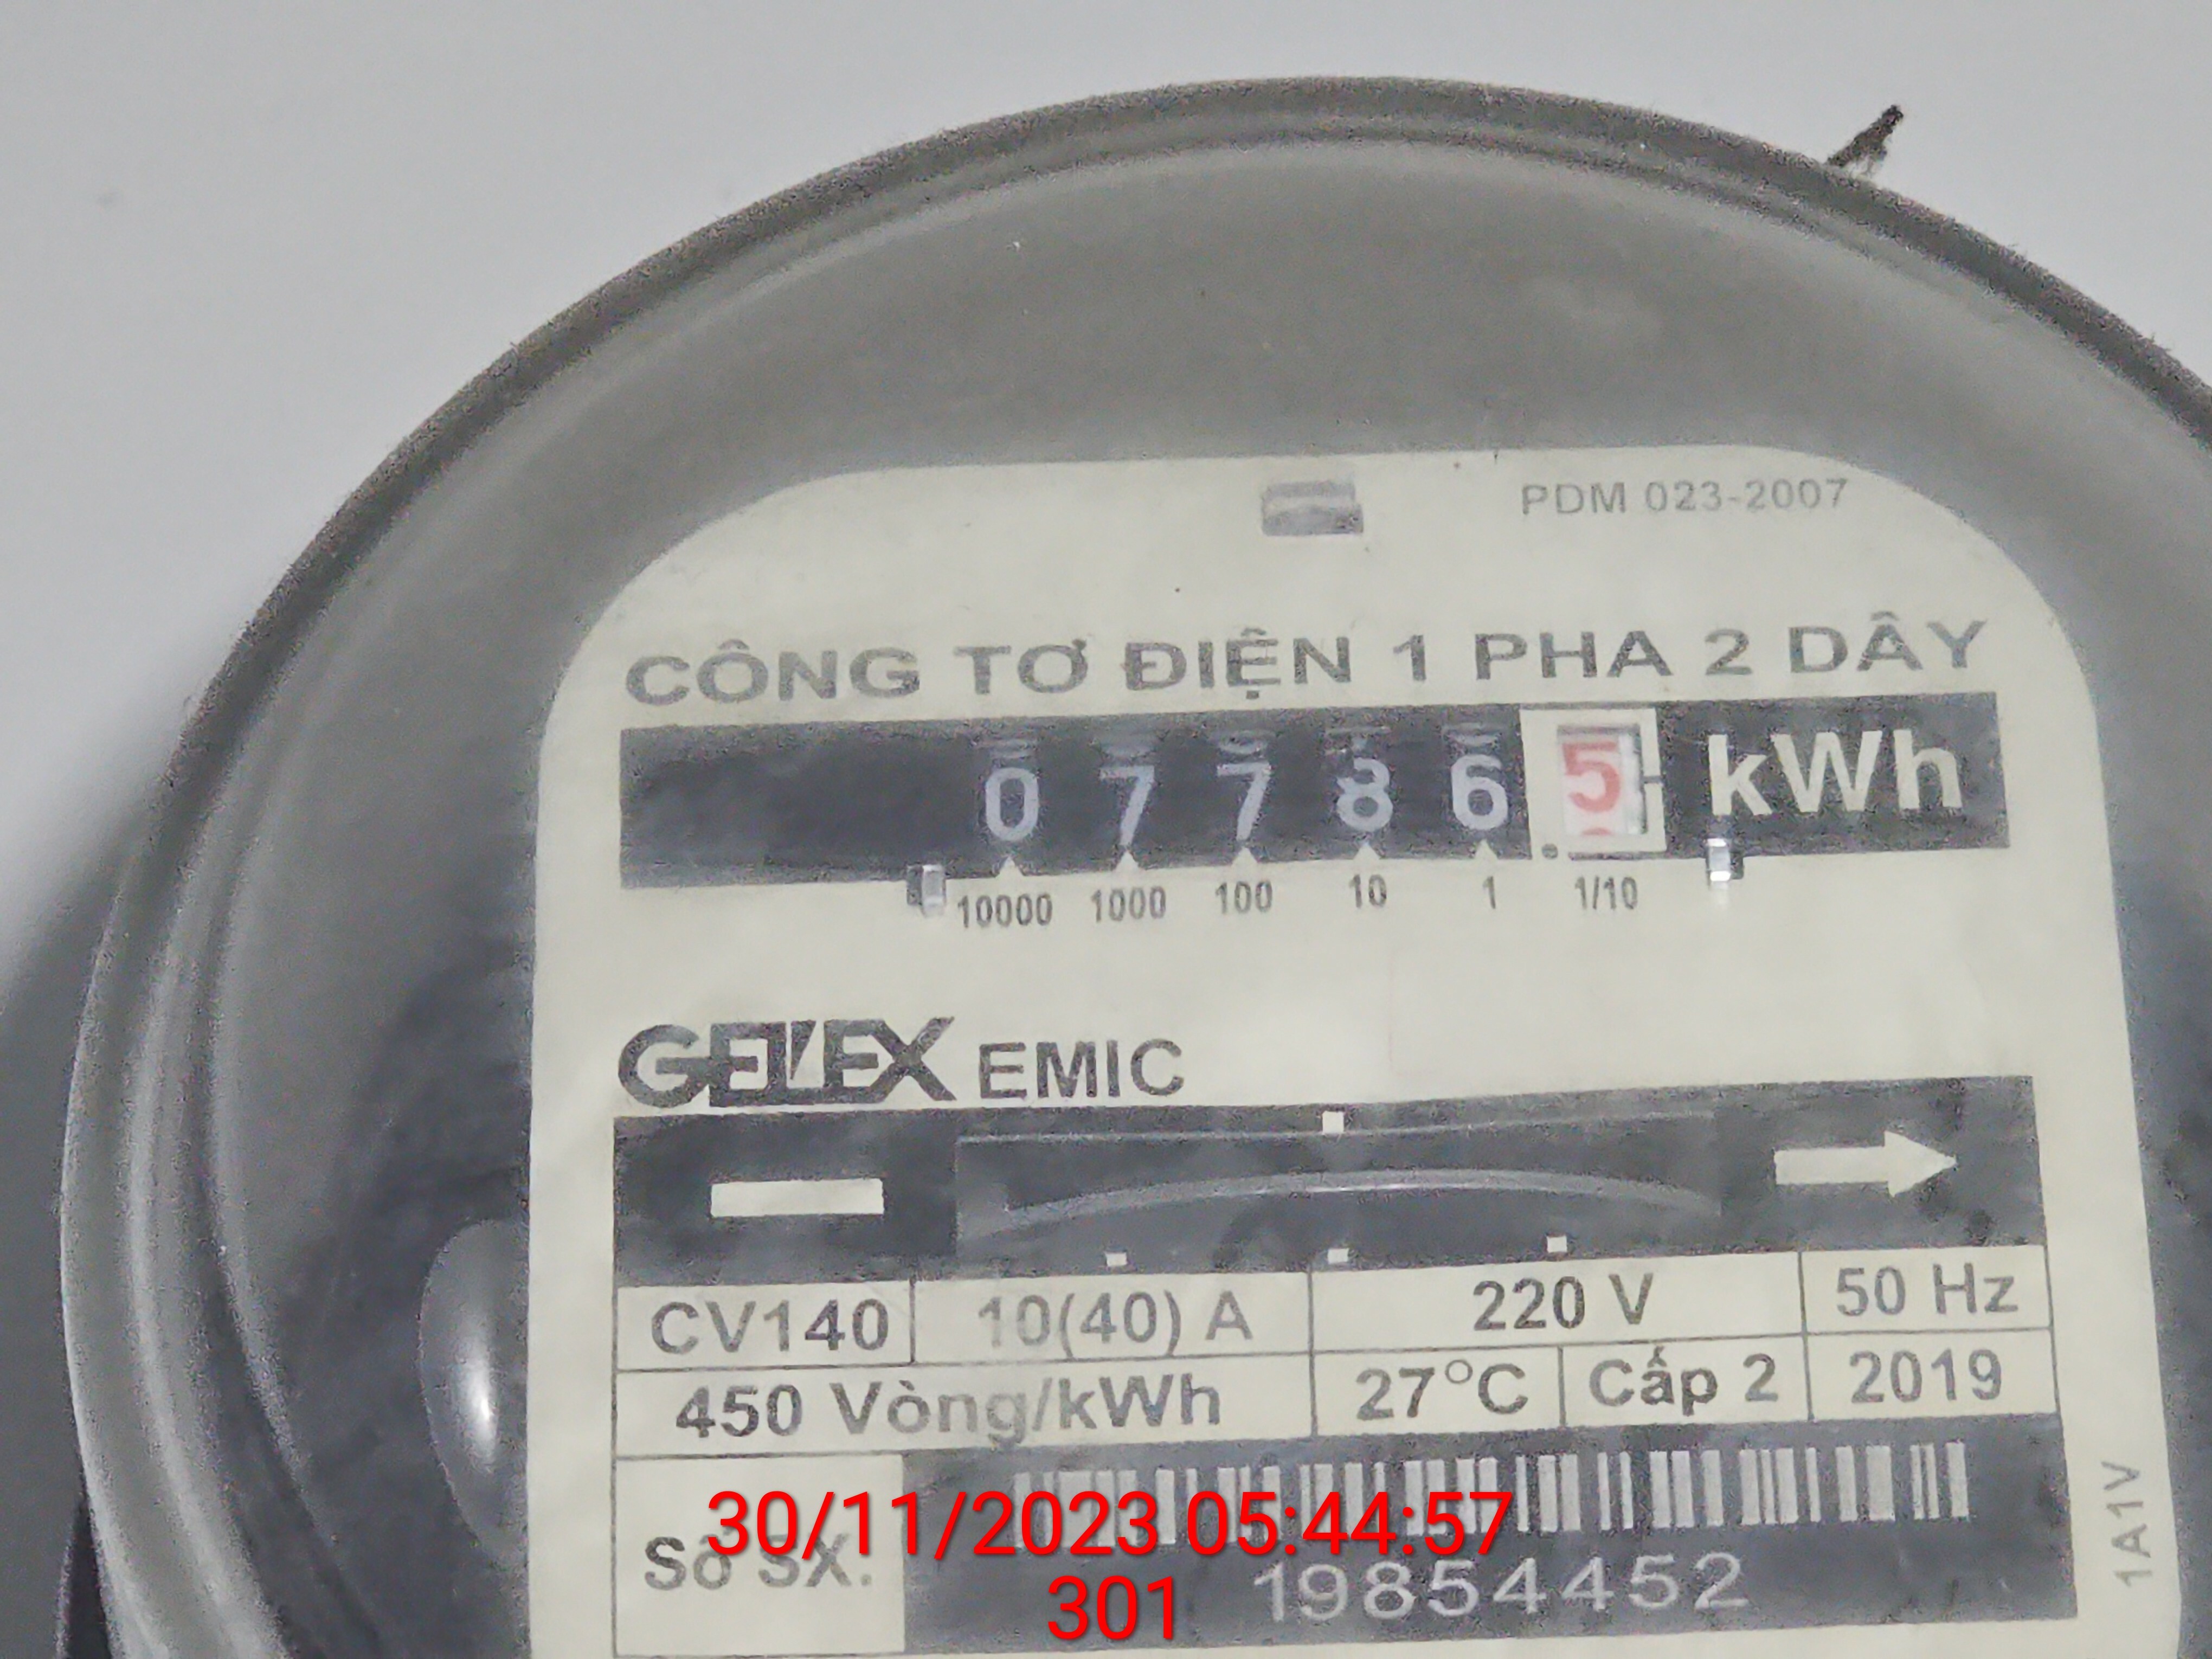 PDM 023-2007
CÔNG TƠ ĐIỆN 1 PHA 2 DÂY
0 7 7 8 6 5 kWh
10000 1000 100 10 1 1/10
GELEX EMIC
CV140 10(40) A 220 V 50 Hz
450 Vòng/kWh 27°C Cấp 2 2019
30/11/2023 05:44:57
Số SX. 19854452
301
1A1V